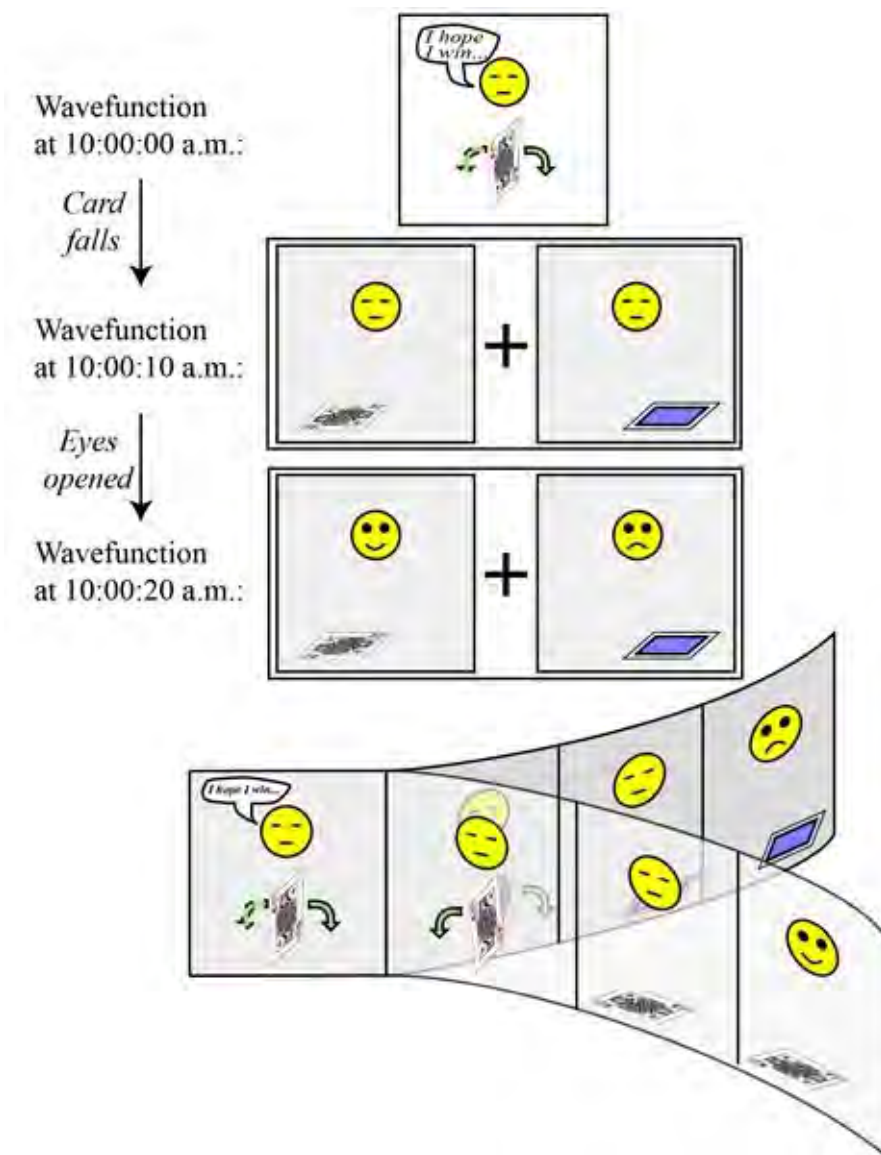 I hope
I win...
Wavefunction
at 10:00:00 a.m.:
Card
falls
+
Wavefunction
at 10:00:10 a.m.:
Eyes
opened
+
Wavefunction
at 10:00:20 a.m.:
I hope I win...